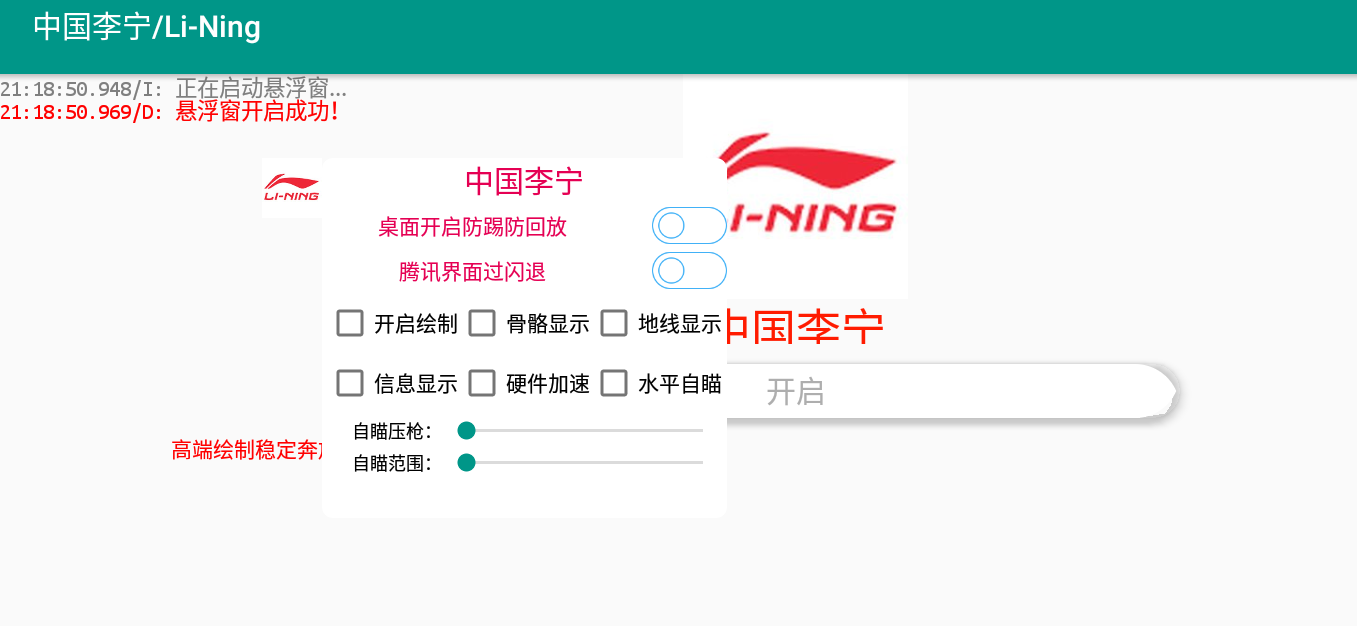 中国李宁/Li-Ning
21:18:50.948/I: 正在启动悬浮窗...
21:18:50.969/D: 悬浮窗开启成功!
LI-NING
I-NING
中国李宁
桌面开启防踢防回放
腾讯界面过闪退
开启绘制 骨骼显示 地线显示
中国李宁
信息显示 硬件加速 水平自瞄
开启
自瞄压枪:
高端绘制稳定奔
自瞄范围: